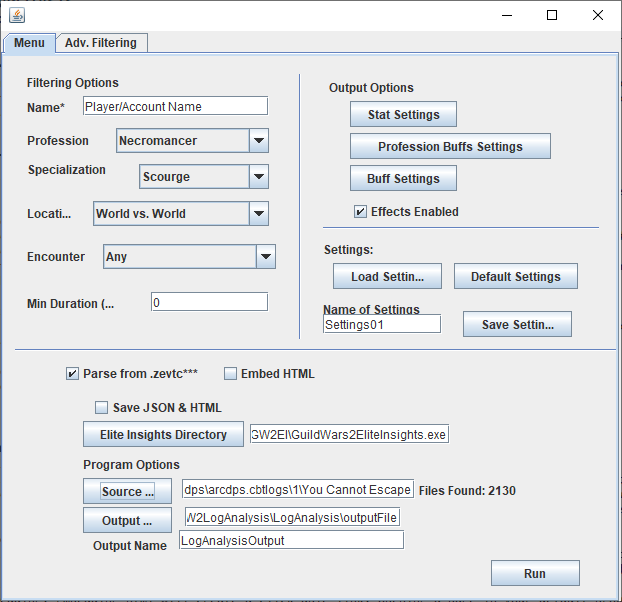 Menu
Adv. Filtering
Filtering Options
Name*
Player/Account Name
Profession
Necromancer
Specialization
Scourge
Locati...
World vs. World
Encounter
Any
Min Duration (...
0
Output Options
Stat Settings
Profession Buffs Settings
Buff Settings
Effects Enabled
Settings:
Load Settin...
Default Settings
Name of Settings
Settings01
Save Settin...
Parse from .zevtc***
Embed HTML
Save JSON & HTML
Elite Insights Directory
GW2EI\GuildWars2EliteInsights.exe
Program Options
Source ...
dps\arcdps.cbtlogs\1\You Cannot Escape
Files Found: 2130
Output ...
W2LogAnalysis\LogAnalysis\outputFile
Output Name
LogAnalysisOutput
Run